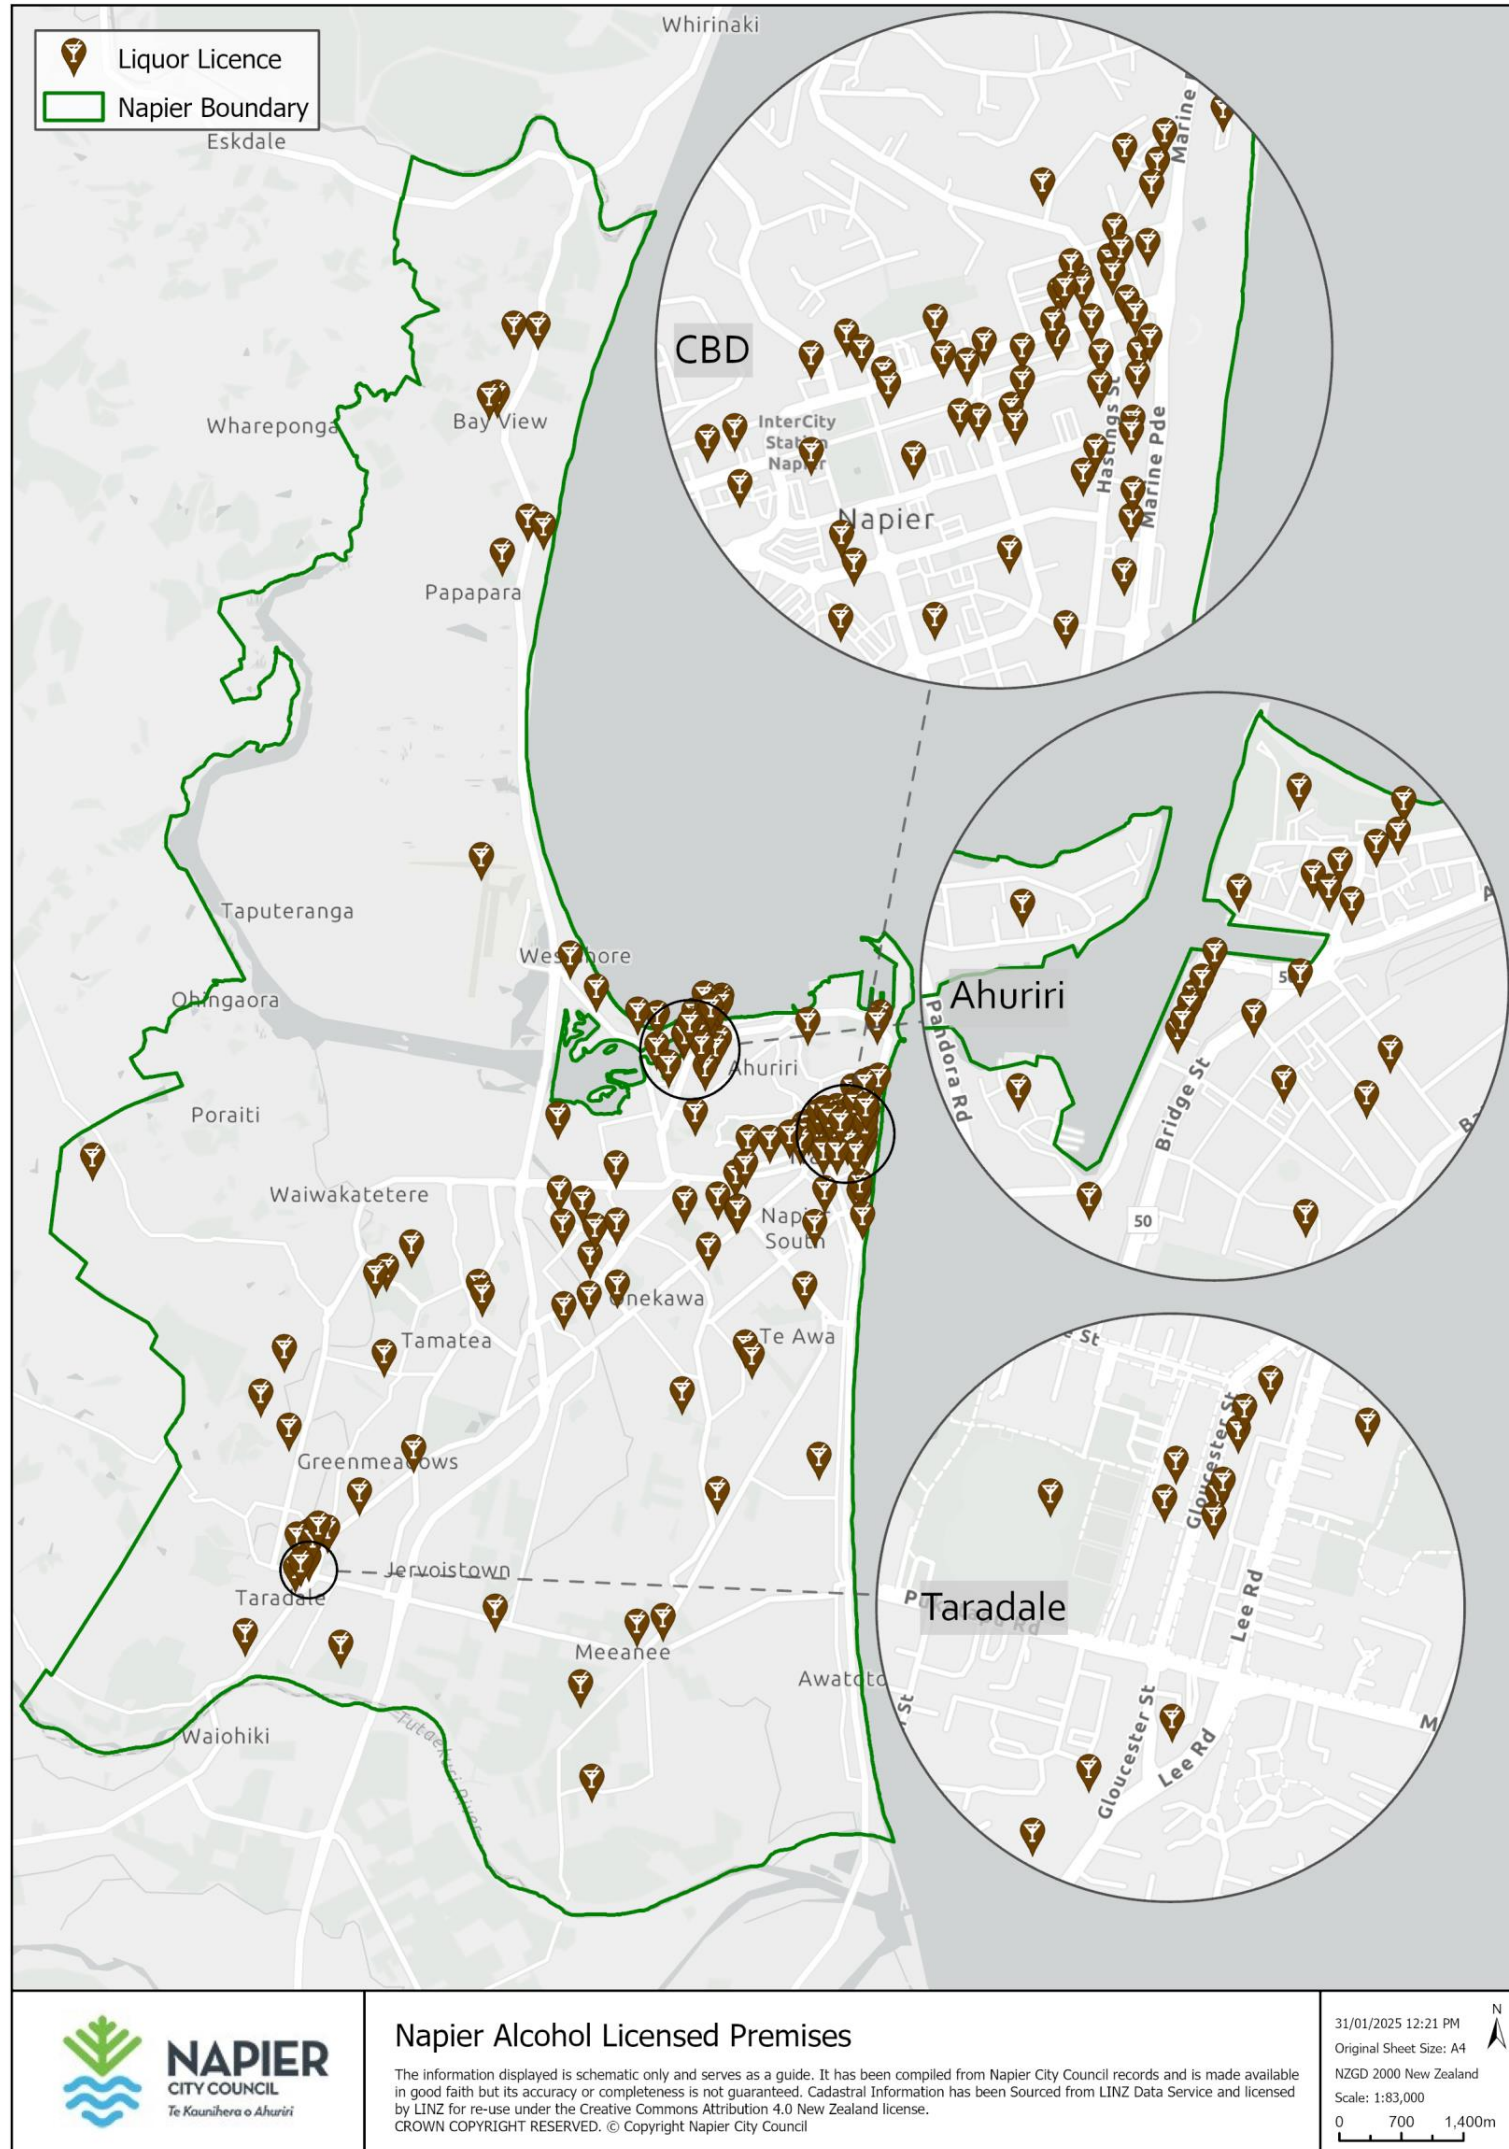 Liquor Licence
Napier Boundary
Whirinaki
Eskdale
Marine
CBD
Whareponga
Bay View
InterCity
Station
Napier
Hastings St
Marine Pde
Napier
Papapara
Taputeranga
Westshore
Ohingaora
Ahuriri
50
Pandora Rd
Ahuriri
Bridge St
Poraiti
Waiwakatetere
50
Napier
South
Onekawa
Te Awa
Tamatea
St
Gloucester St
Greenmeadows
Jervoistown
Taradale
Taradale
Lee Rd
Rd
Meeanee
Awatoto
St
M
Waiohiki
Tutaekuri River
Gloucester St
Lee Rd
NAPIER
CITY COUNCIL
Te Kaunihera o Ahuriri
Napier Alcohol Licensed Premises
The information displayed is schematic only and serves as a guide. It has been compiled from Napier City Council records and is made available
in good faith but its accuracy or completeness is not guaranteed. Cadastral Information has been Sourced from LINZ Data Service and licensed
by LINZ for re-use under the Creative Commons Attribution 4.0 New Zealand license.
CROWN COPYRIGHT RESERVED. © Copyright Napier City Council
31/01/2025 12:21 PM
N
Original Sheet Size: A4
NZGD 2000 New Zealand
Scale: 1:83,000
0 700 1,400m